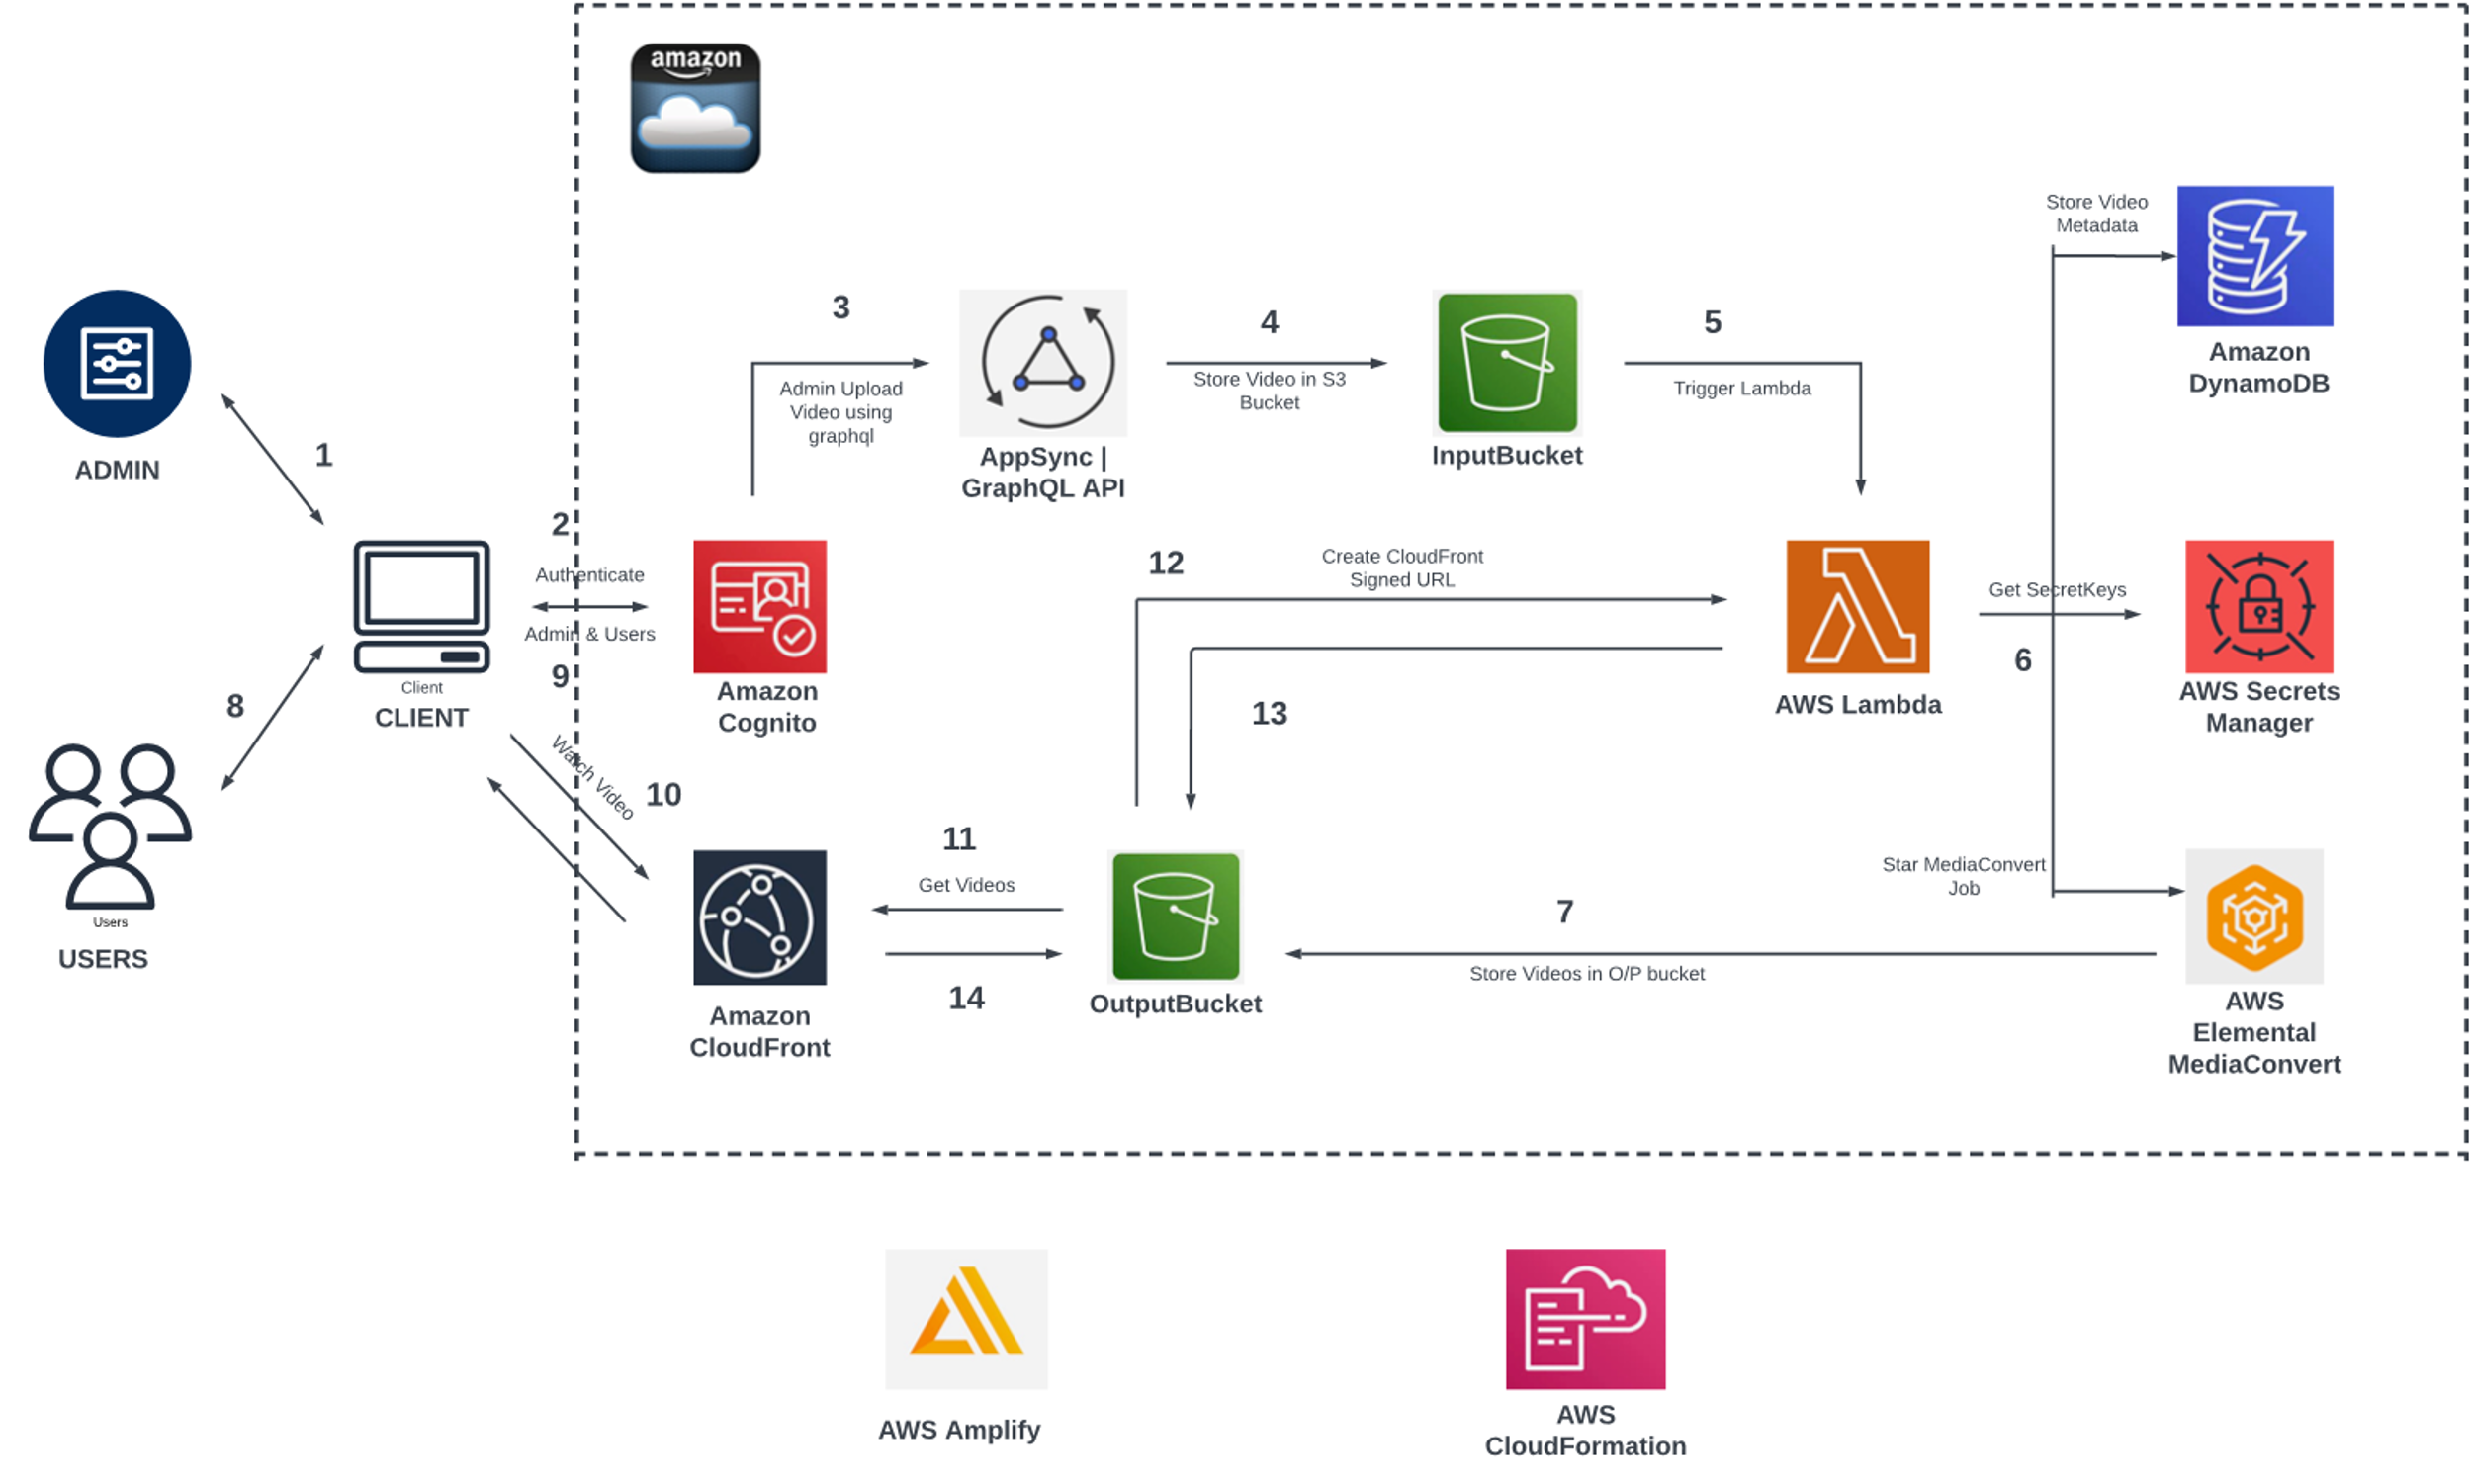 amazon
Store Video
Metadata
3
4
5
Admin Upload
Video using
graphql
Store Video in S3
Bucket
Trigger Lambda
Amazon
DynamoDB
ADMIN
1
AppSync |
GraphQL API
InputBucket
2
Authenticate
Admin & Users
9
12
Create CloudFront
Signed URL
Get SecretKeys
6
Client
CLIENT
Amazon
Cognito
13
AWS Lambda
AWS Secrets
Manager
8
Watch Video
10
11
Get Videos
Star MediaConvert
Job
7
Store Videos in O/P bucket
Users
USERS
14
OutputBucket
Amazon
CloudFront
AWS
Elemental
MediaConvert
AWS Amplify
AWS
CloudFormation